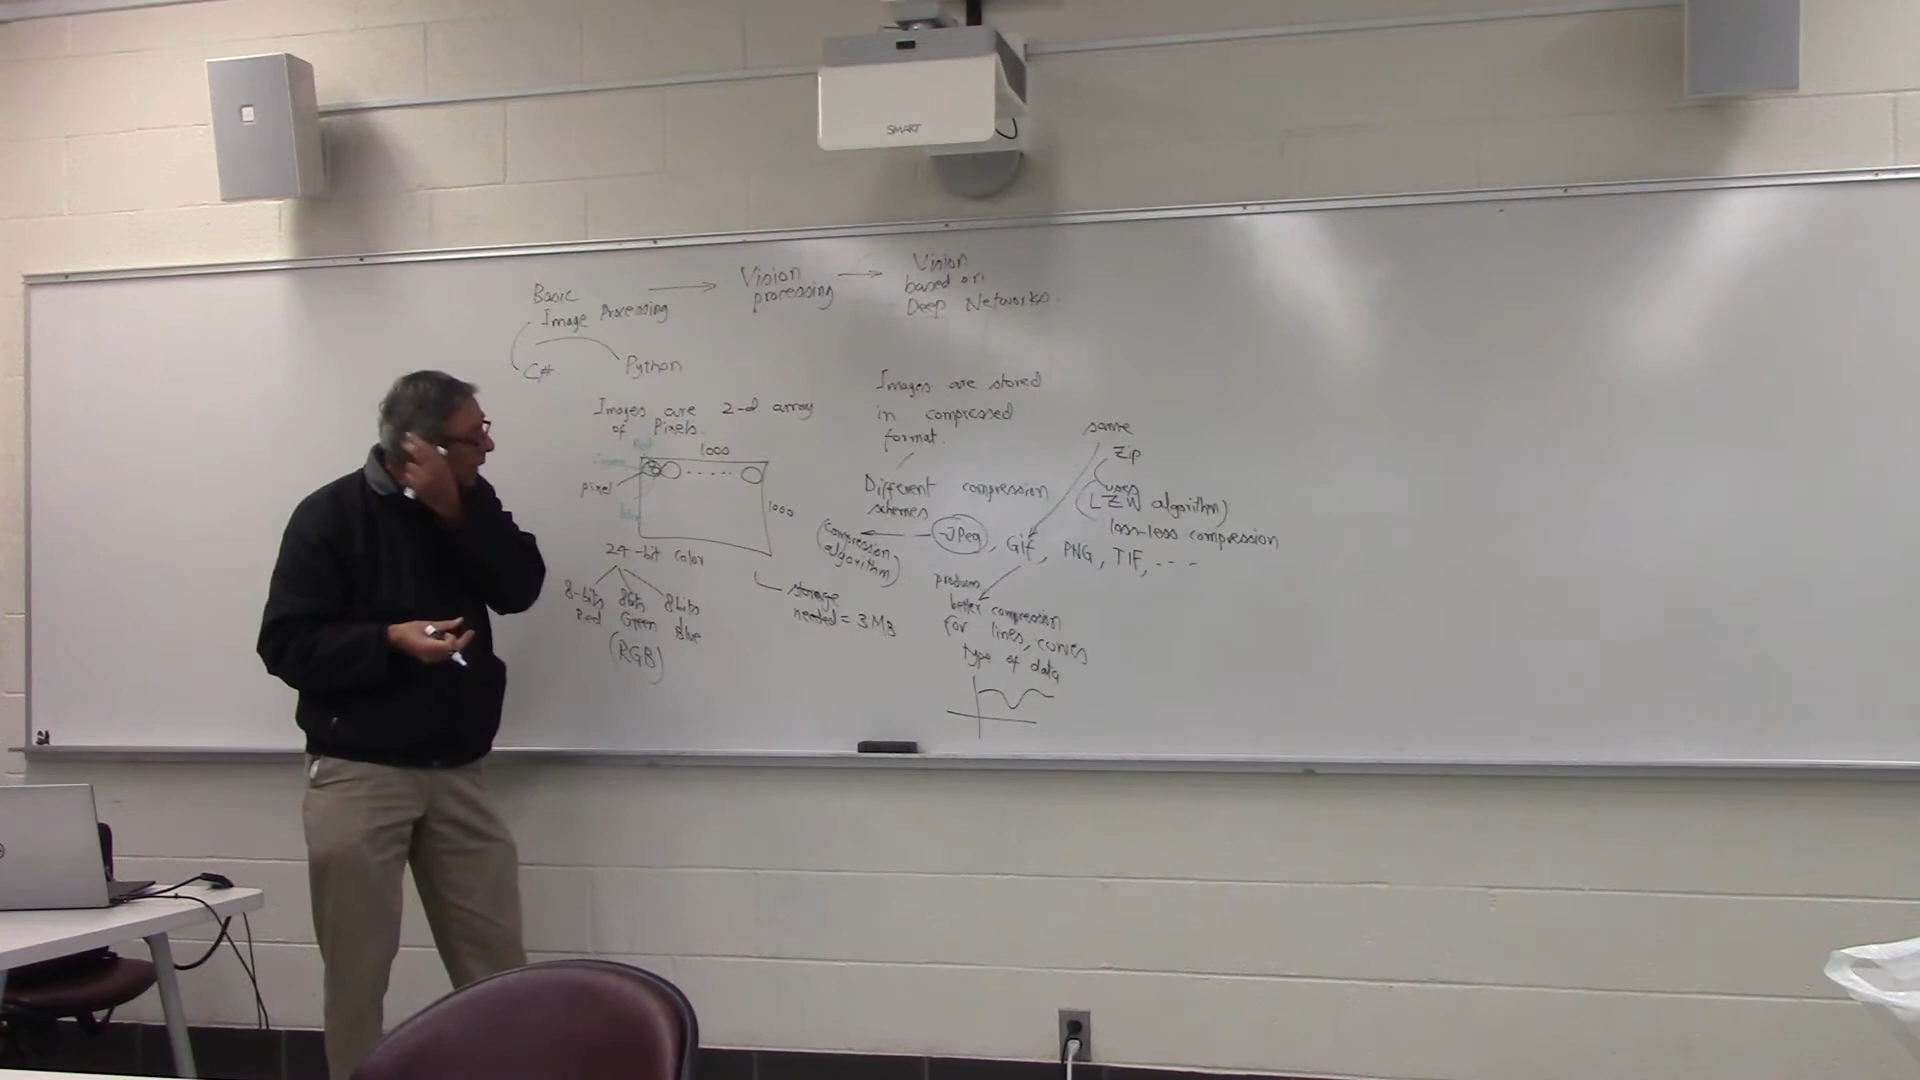 SMART
Basic
Image Processing
Vision
processing
Vision
based on
Deep Networks
C#
Python
Images are 2-d array
of Pixels.
1000
pixel
1000
24-bit color
8-bits 8bits 8bits
Red Green Blue
(RGB)
storage
needed = 3MB
Images are stored
in compressed
format.
Different compression
schemes
(compression
algorithm)
JPeg, Gif, PNG, TIF, ---
same
Zip
uses
(LZW algorithm)
loss-less compression
better compression
for lines, curves
type of data